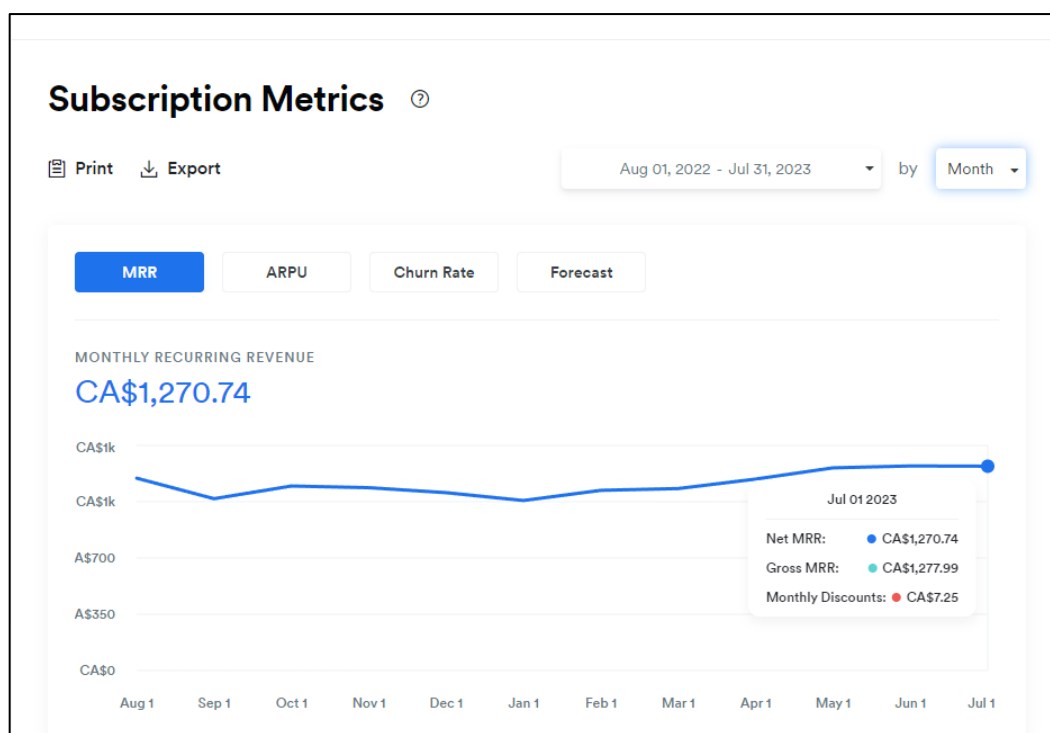 Subscription Metrics ?
Print Export Aug 01, 2022 - Jul 31, 2023 by Month
MRR ARPU Churn Rate Forecast
MONTHLY RECURRING REVENUE
CA$1,270.74
CA$1k
CA$1k
A$700
A$350
CA$0
Jul 01 2023
Net MRR: CA$1,270.74
Gross MRR: CA$1,277.99
Monthly Discounts: CA$7.25
Aug 1 Sep 1 Oct 1 Nov 1 Dec 1 Jan 1 Feb 1 Mar 1 Apr 1 May 1 Jun 1 Jul 1